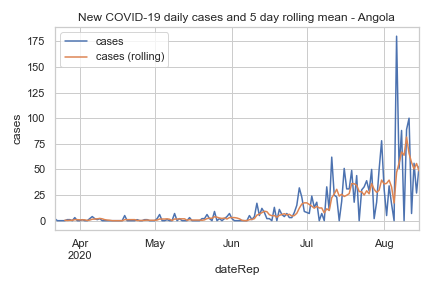 New COVID-19 daily cases and 5 day rolling mean - Angola
cases
cases (rolling)
175
150
125
100
75
50
25
0
cases
Apr
2020
May
Jun
Jul
Aug
dateRep